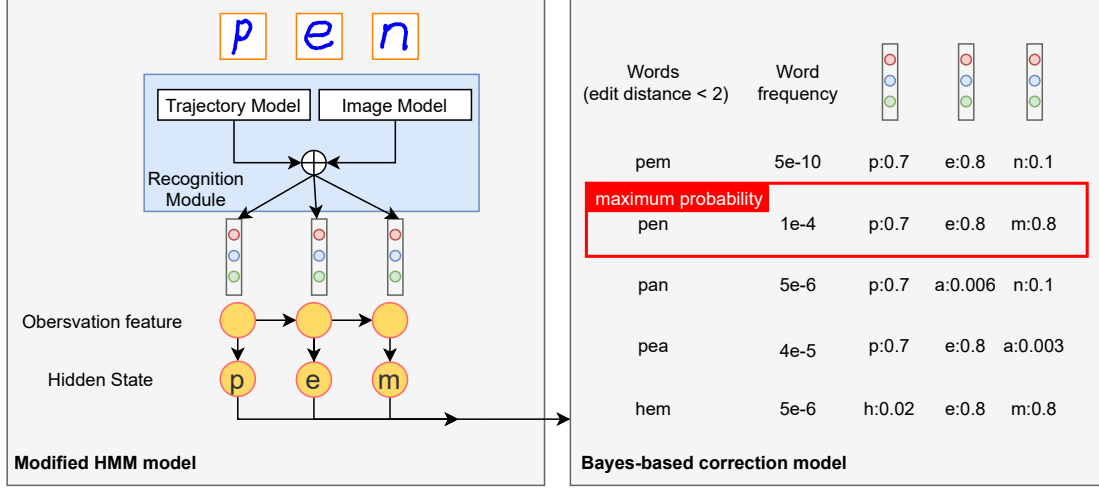 p e n
Trajectory Model
Image Model
Recognition
Module
Obersvation feature
Hidden State
p e m
Modified HMM model
Words
(edit distance < 2)
Word
frequency
pem 5e-10 p:0.7 e:0.8 n:0.1
maximum probability
pen 1e-4 p:0.7 e:0.8 m:0.8
pan 5e-6 p:0.7 a:0.006 n:0.1
pea 4e-5 p:0.7 e:0.8 a:0.003
hem 5e-6 h:0.02 e:0.8 m:0.8
Bayes-based correction model